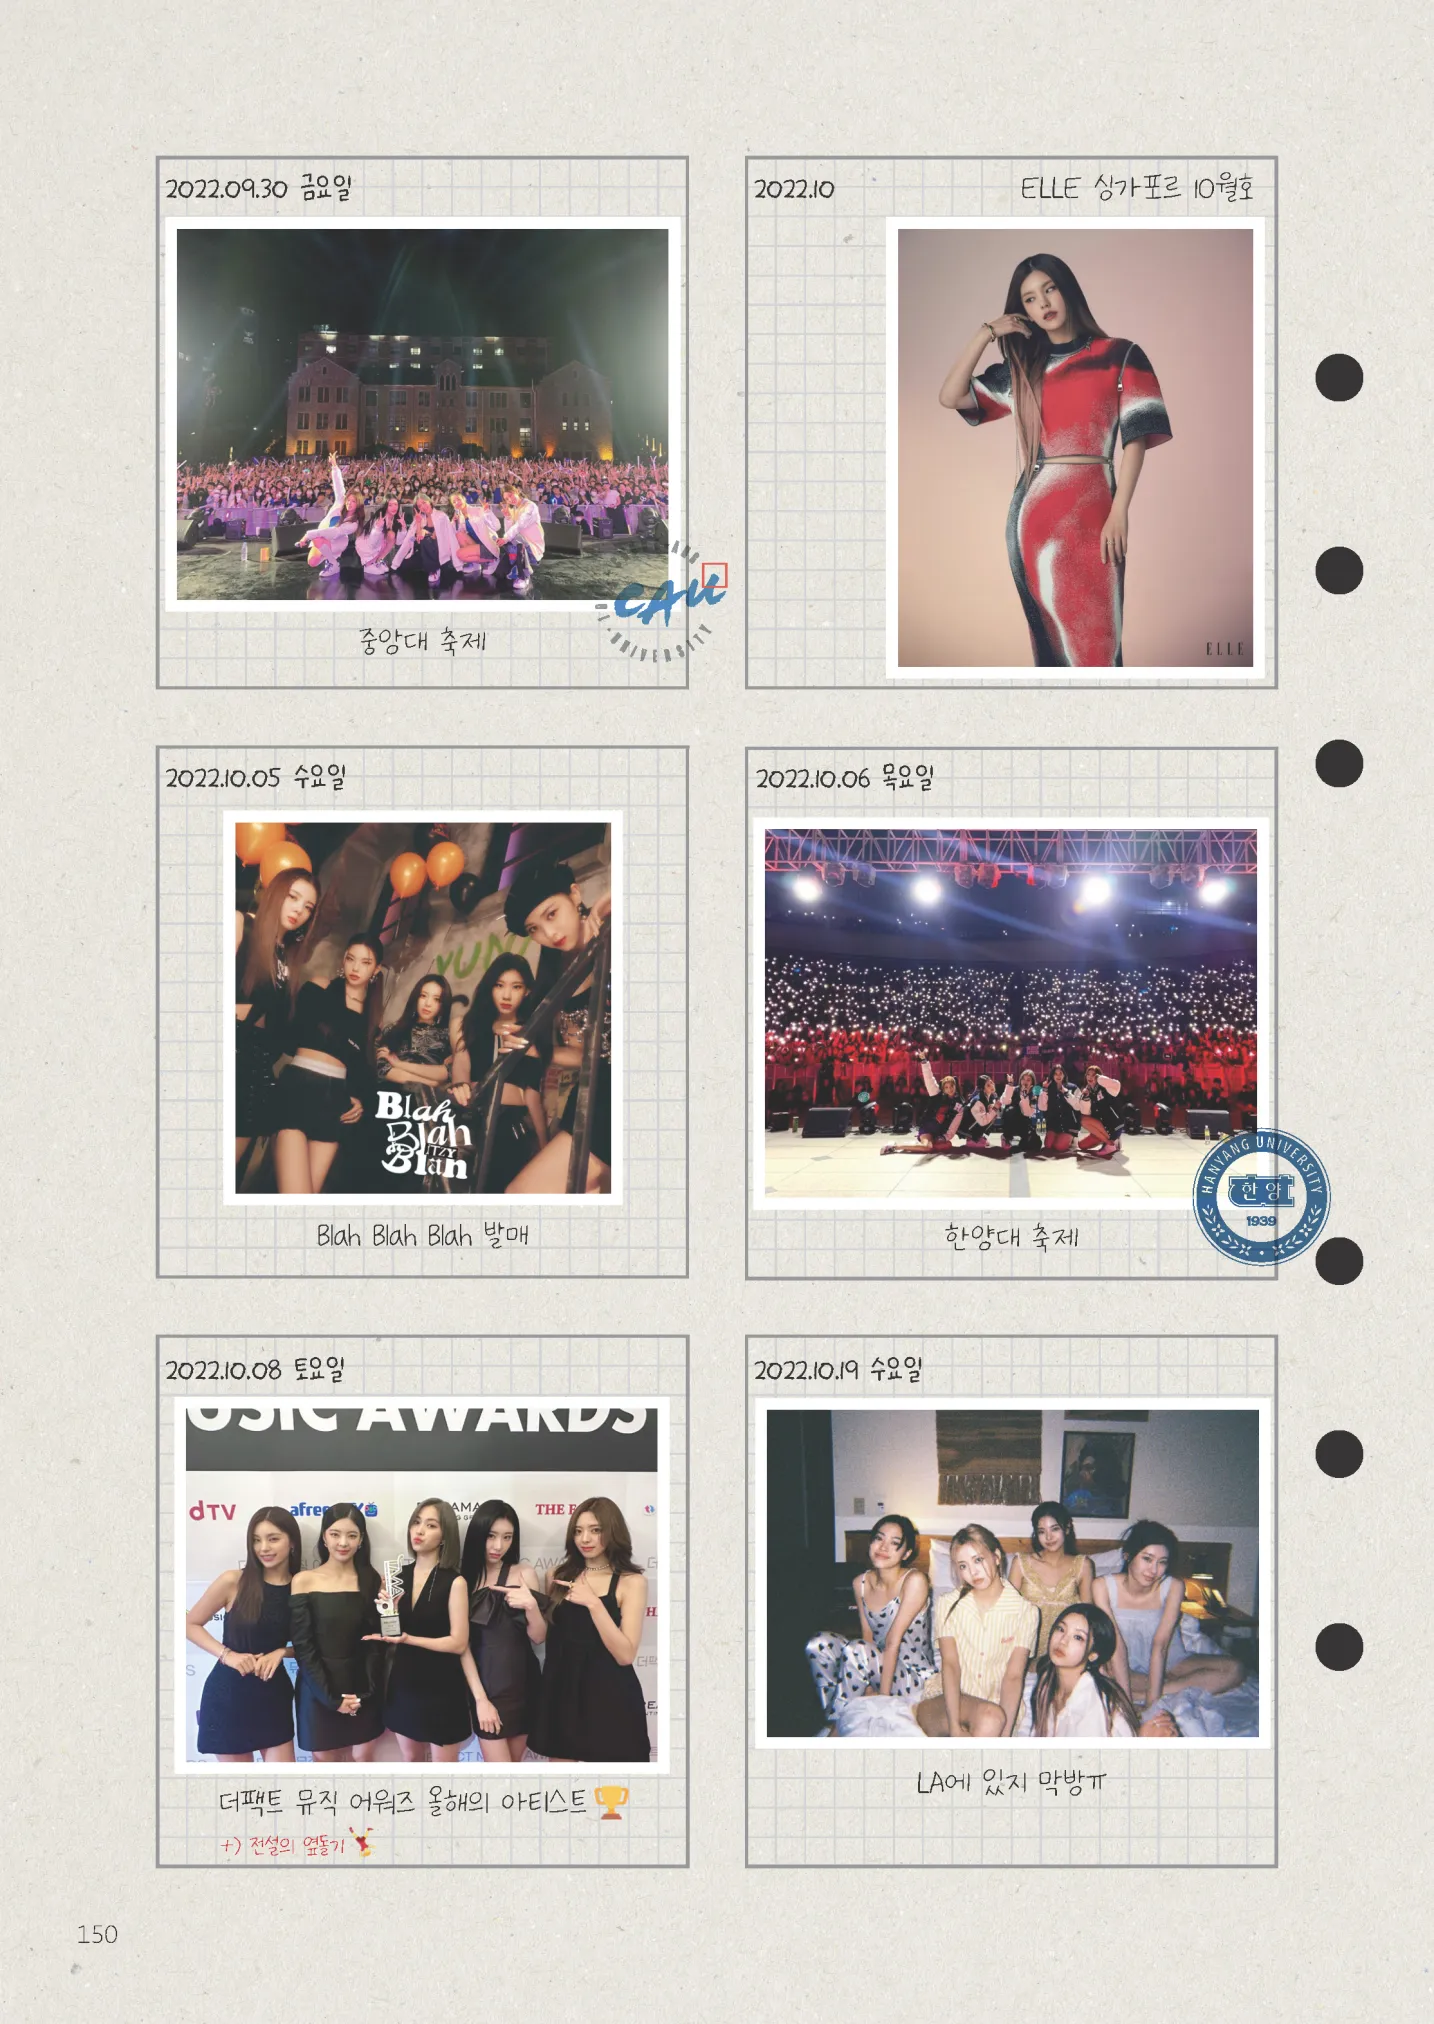 2022.09.30 금요일
CAU
UNIVERSITY
중앙대 축제
2022.10
ELLE 싱가포르 10월호
ELLE
2022.10.05 수요일
YUN
Blah
Blah
ITZY
Blah
Blah Blah Blah 발매
2022.10.06 목요일
HANYANG UNIVERSITY
한양
1939
한양대 축제
2022.10.08 토요일
USIC AWARDS
dTV
afree
THE F
더팩트 뮤직 어워즈 올해의 아티스트🏆
+) 전설의 옆돌기🤸
2022.10.19 수요일
LA에 있지 막방ㅠ
150